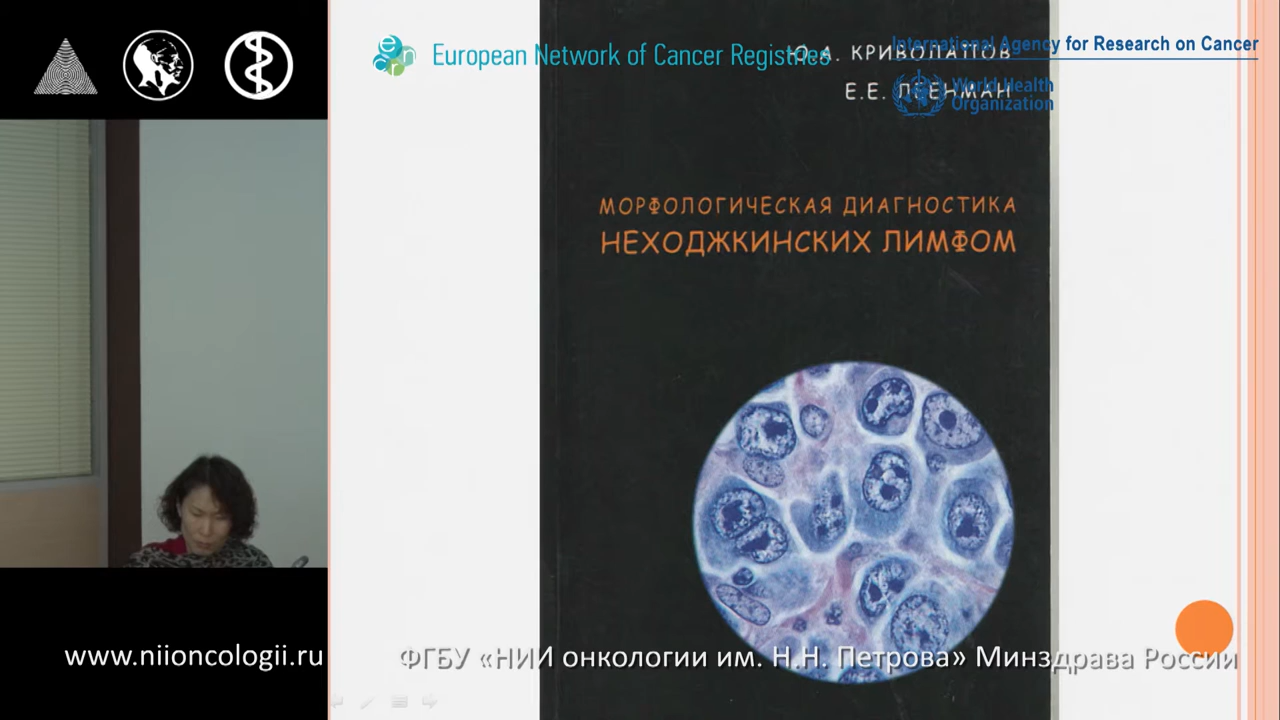 European Network of Cancer Registries
International Agency for Research on Cancer
World Health
Organization
Ю.А. КРИВОЛАПОВ
Е.Е. ЛЕЕНМАН
МОРФОЛОГИЧЕСКАЯ ДИАГНОСТИКА
НЕХОДЖКИНСКИХ ЛИМФОМ
www.niioncologii.ru
ФГБУ «НИИ онкологии им. Н.Н. Петрова» Минздрава России